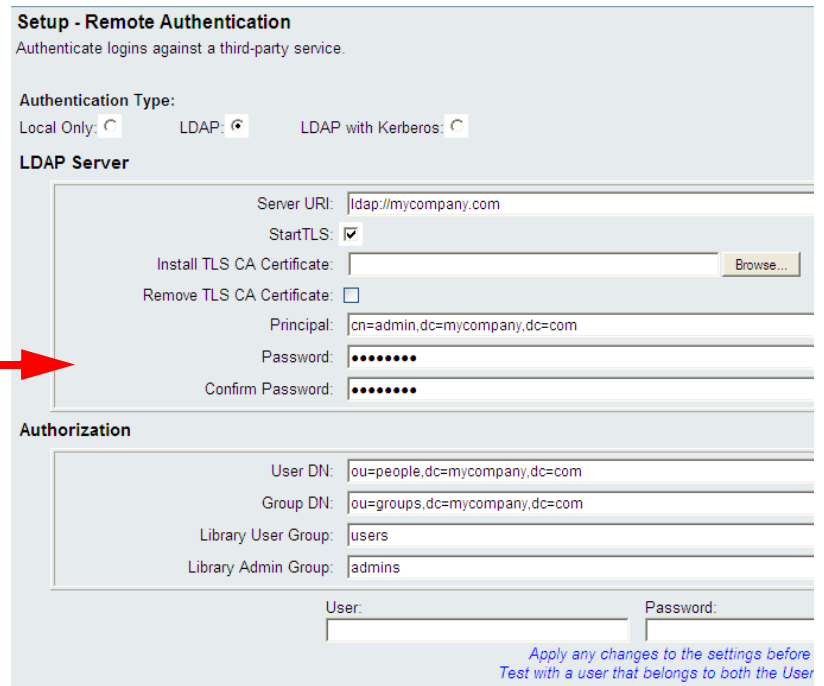 Setup - Remote Authentication
Authenticate logins against a third-party service.
Authentication Type:
Local Only: LDAP: LDAP with Kerberos:
LDAP Server
Server URI: ldap://mycompany.com
StartTLS:
Install TLS CA Certificate: Browse...
Remove TLS CA Certificate:
Principal: cn=admin,dc=mycompany,dc=com
Password: ••••••••
Confirm Password: ••••••••
Authorization
User DN: ou=people,dc=mycompany,dc=com
Group DN: ou=groups,dc=mycompany,dc=com
Library User Group: users
Library Admin Group: admins
User: Password:
Apply any changes to the settings before
Test with a user that belongs to both the User